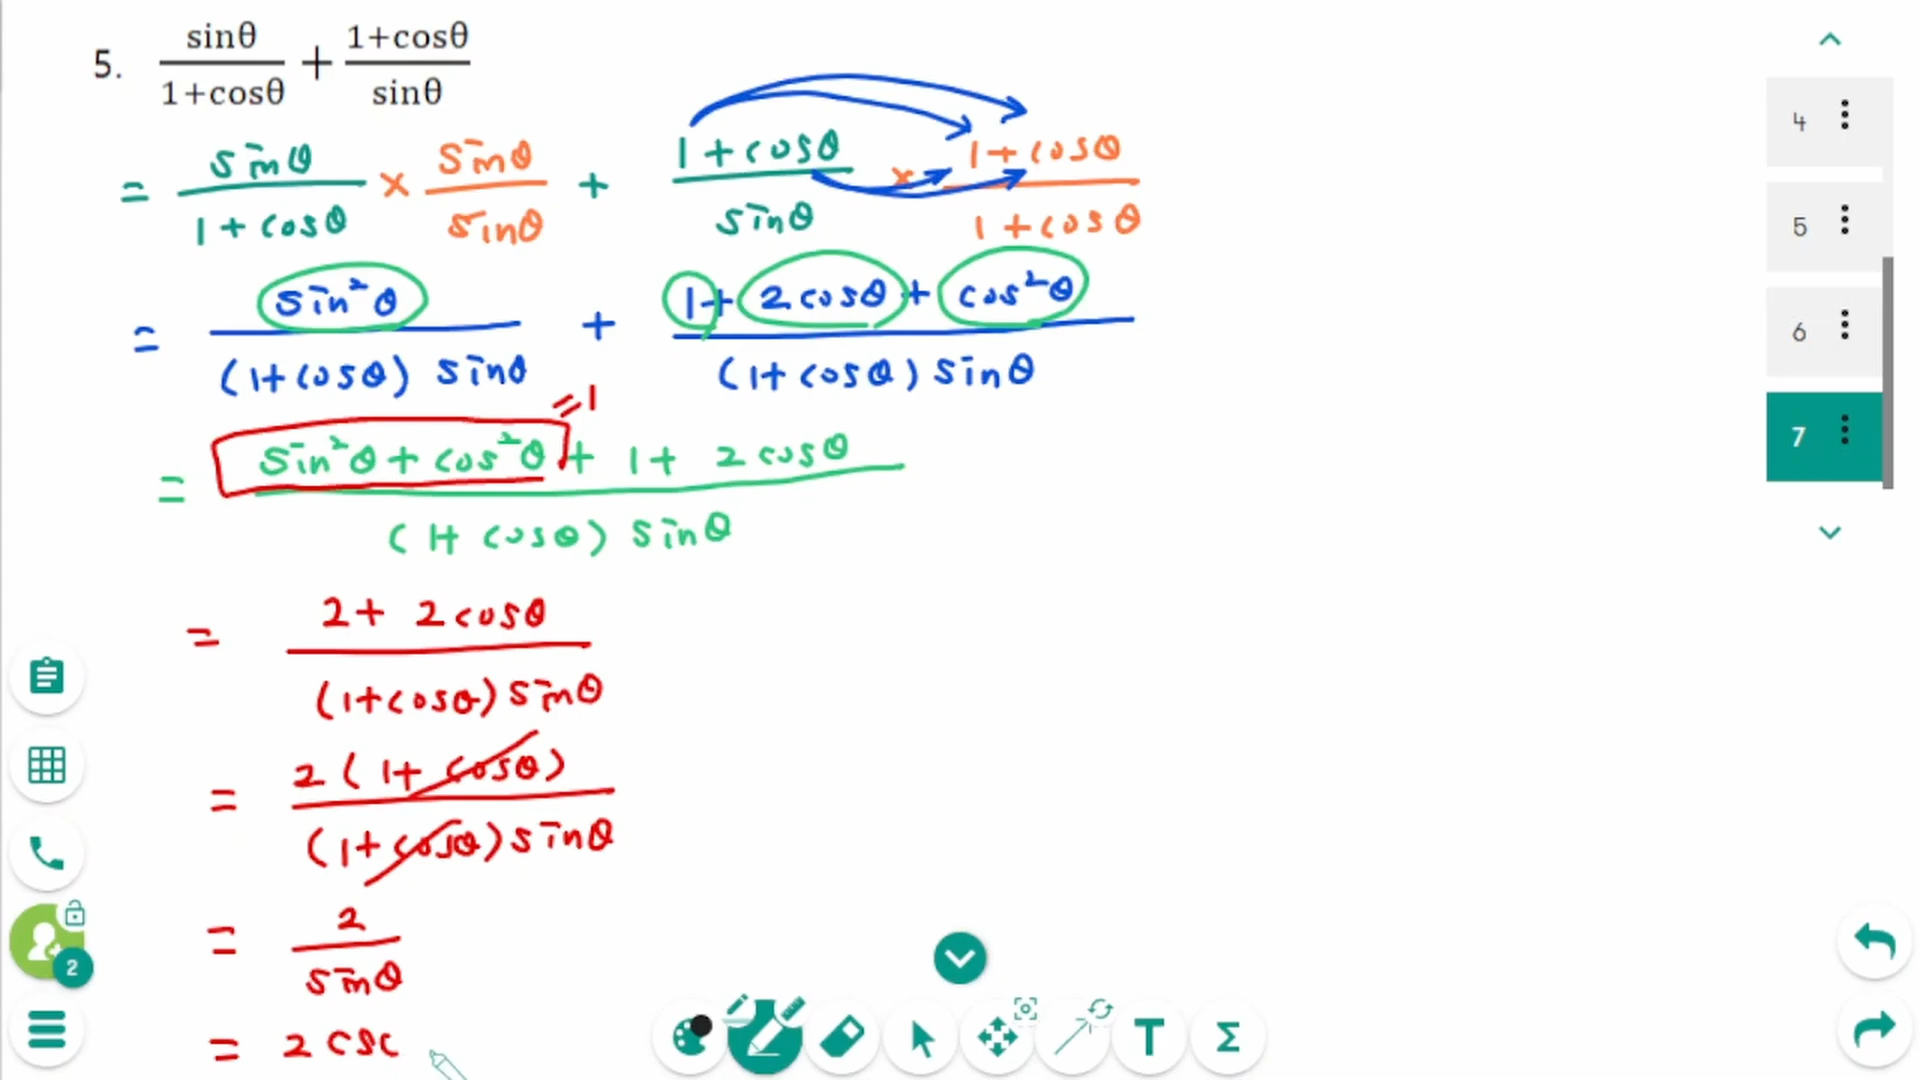 5. sinθ/1+cosθ + 1+cosθ/sinθ
= sinθ/1+cosθ × sinθ/sinθ + 1+cosθ/sinθ × 1+cosθ/1+cosθ
= sin²θ/(1+cosθ) sinθ + 1+2cosθ+cos²θ/(1+cosθ) sinθ
=1
= sin²θ+cos²θ + 1+ 2cosθ/(1+cosθ) sinθ
= 2+ 2cosθ/(1+cosθ) sinθ
= 2(1+cosθ)/(1+cosθ) sinθ
= 2/sinθ
= 2csc
4
5
6
7
2
T
Σ